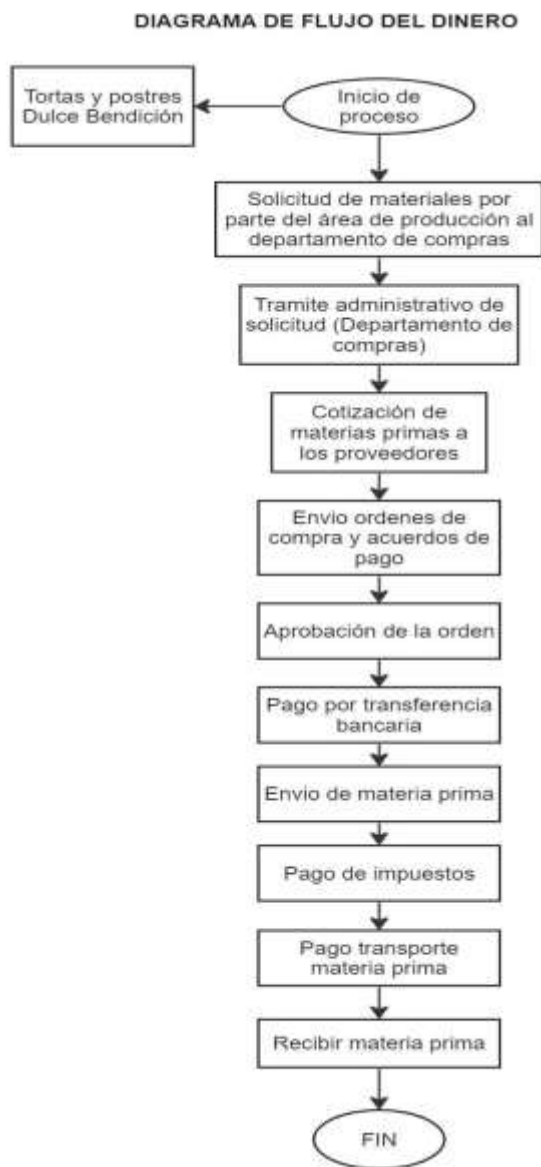 DIAGRAMA DE FLUJO DEL DINERO
Tortas y postres
Dulce Bendición
Inicio de
proceso
Solicitud de materiales por
parte del área de producción al
departamento de compras
Tramite administrativo de
solicitud (Departamento de
compras)
Cotización de
materias primas a
los proveedores
Envio ordenes de
compra y acuerdos de
pago
Aprobación de la orden
Pago por transferencia
bancaria
Envio de materia prima
Pago de impuestos
Pago transporte
materia prima
Recibir materia prima
FIN